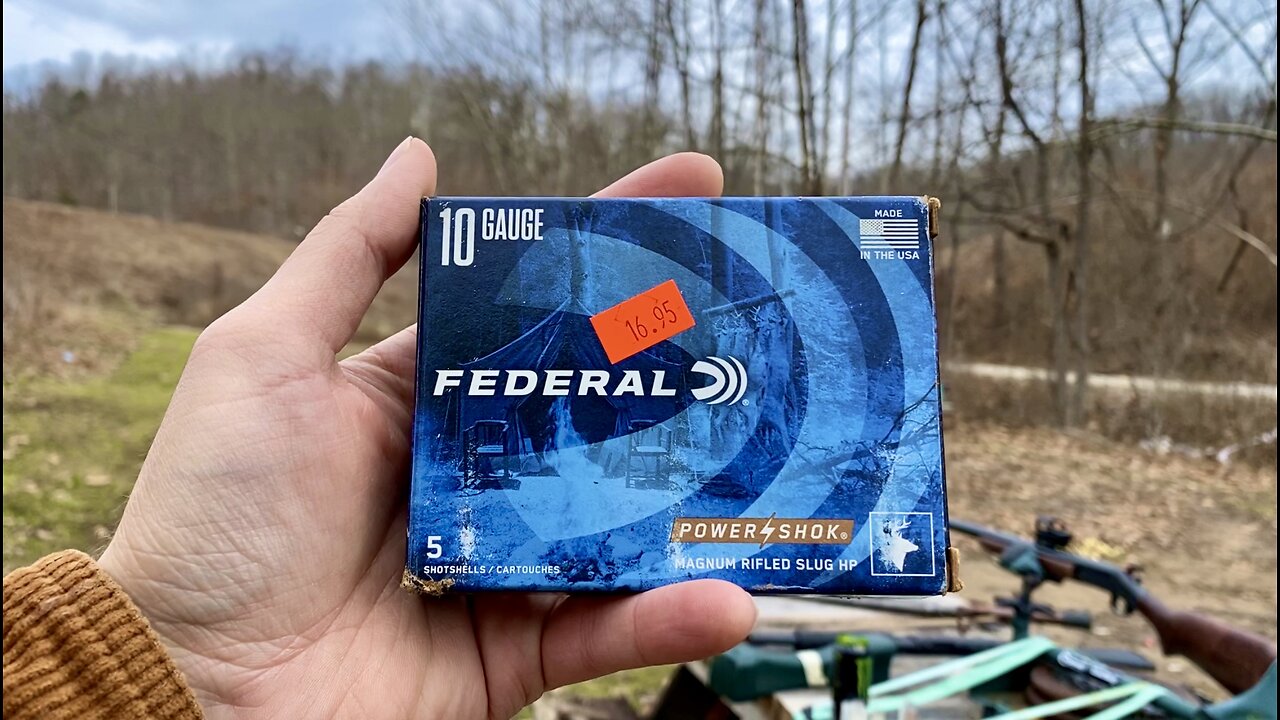 10 GAUGE
MADE
IN THE USA
16.95
FEDERAL
®
POWER SHOK®
5
SHOTSHELLS / CARTOUCHES
MAGNUM RIFLED SLUG HP